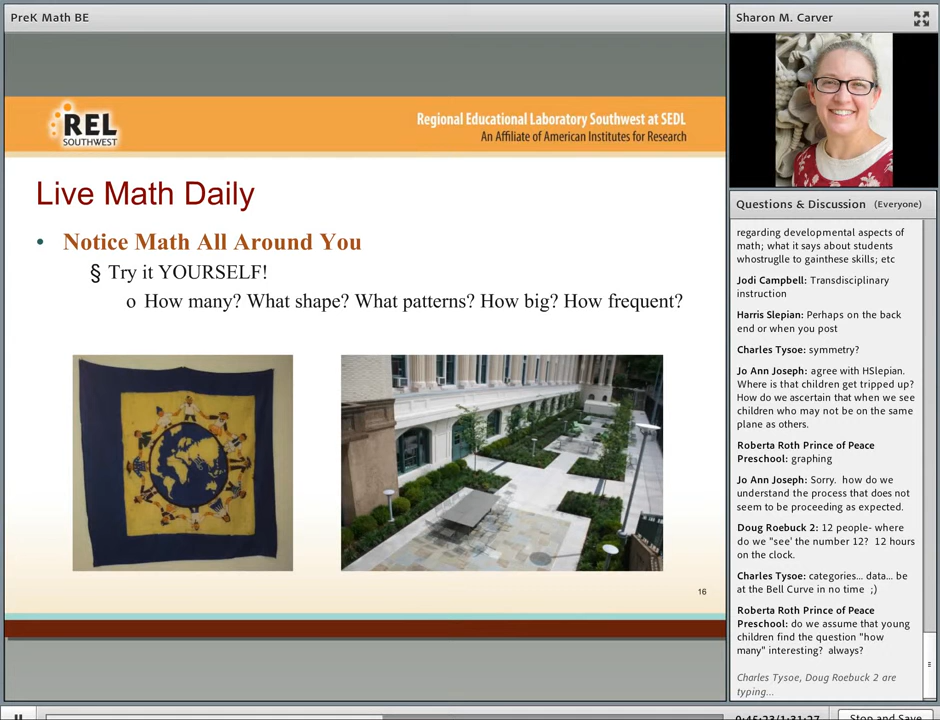 PreK Math BE
Sharon M. Carver
REL
SOUTHWEST
Regional Educational Laboratory Southwest at SEDL
An Affiliate of American Institutes for Research
Live Math Daily
• Notice Math All Around You
§ Try it YOURSELF!
o How many? What shape? What patterns? How big? How frequent?
16
Questions & Discussion (Everyone)
regarding developmental aspects of
math; what it says about students
whostruglle to gainthese skills; etc
Jodi Campbell: Transdisciplinary
instruction
Harris Slepian: Perhaps on the back
end or when you post
Charles Tysoe: symmetry?
Jo Ann Joseph: agree with HSlepian.
Where is that children get tripped up?
How do we ascertain that when we see
children who may not be on the same
plane as others.
Roberta Roth Prince of Peace
Preschool: graphing
Jo Ann Joseph: Sorry. how do we
understand the process that does not
seem to be proceeding as expected.
Doug Roebuck 2: 12 people- where
do we "see' the number 12? 12 hours
on the clock.
Charles Tysoe: categories... data... be
at the Bell Curve in no time ;)
Roberta Roth Prince of Peace
Preschool: do we assume that young
children find the question "how
many" interesting? always?
Charles Tysoe, Doug Roebuck 2 are
typing...
0:45:23/1:31:27
Stop and Save